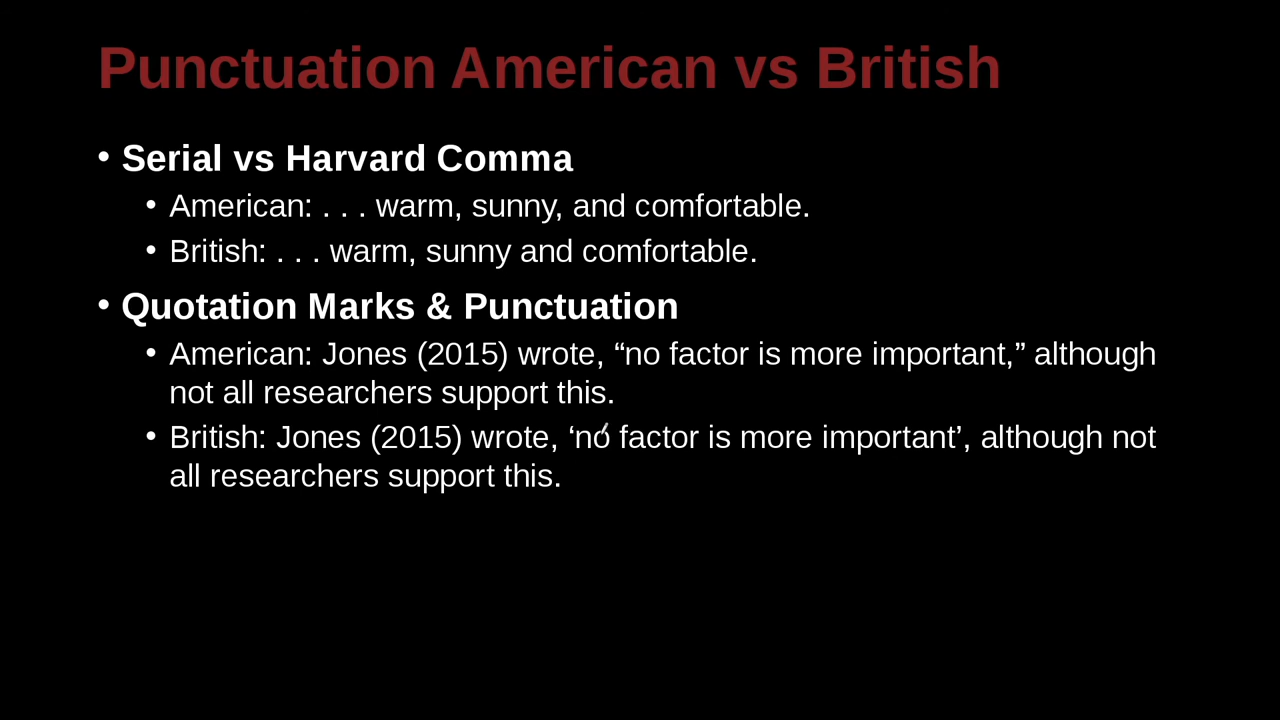 Punctuation American vs British
• Serial vs Harvard Comma
• American: . . . warm, sunny, and comfortable.
• British: . . . warm, sunny and comfortable.
• Quotation Marks & Punctuation
• American: Jones (2015) wrote, “no factor is more important,” although
not all researchers support this.
• British: Jones (2015) wrote, ‘no factor is more important’, although not
all researchers support this.